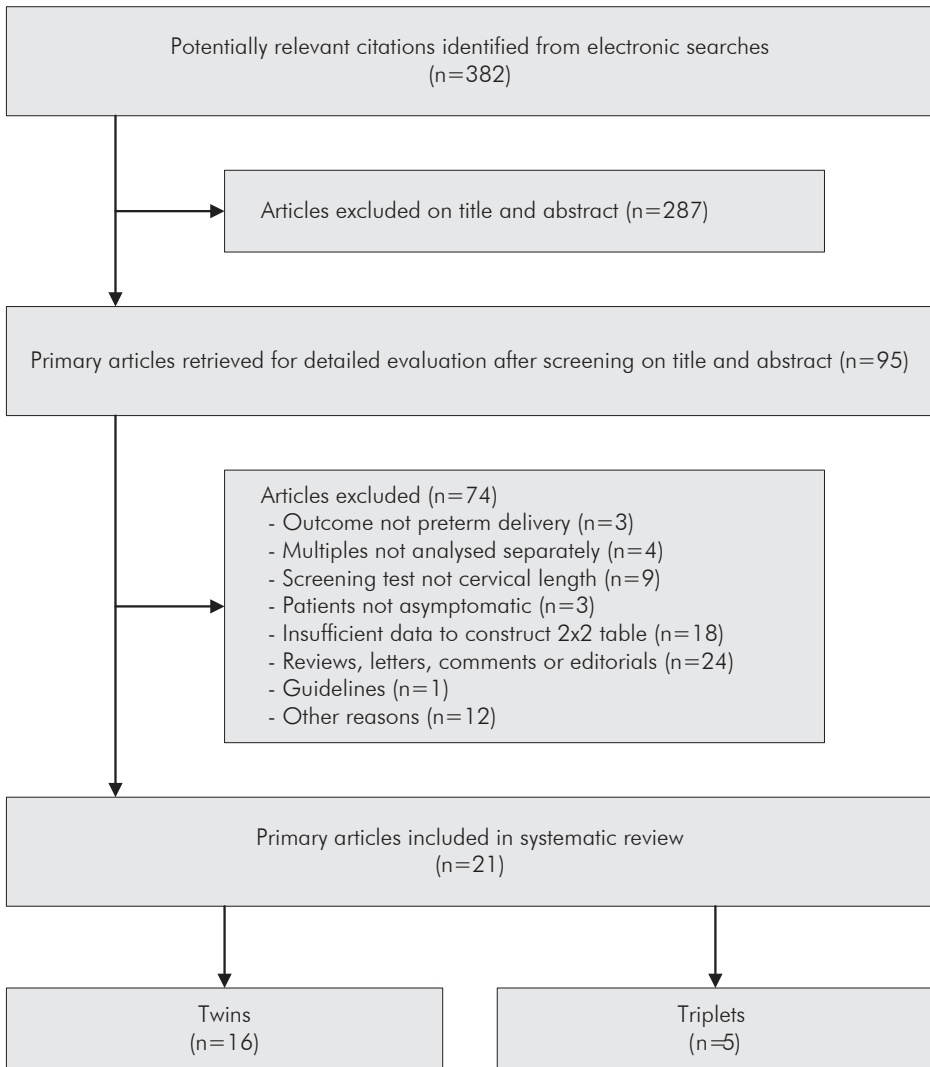 Potentially relevant citations identified from electronic searches
(n=382)
Articles excluded on title and abstract (n=287)
Primary articles retrieved for detailed evaluation after screening on title and abstract (n=95)
Articles excluded (n=74)
- Outcome not preterm delivery (n=3)
- Multiples not analysed separately (n=4)
- Screening test not cervical length (n=9)
- Patients not asymptomatic (n=3)
- Insufficient data to construct 2x2 table (n=18)
- Reviews, letters, comments or editorials (n=24)
- Guidelines (n=1)
- Other reasons (n=12)
Primary articles included in systematic review
(n=21)
Twins
(n=16)
Triplets
(n=5)